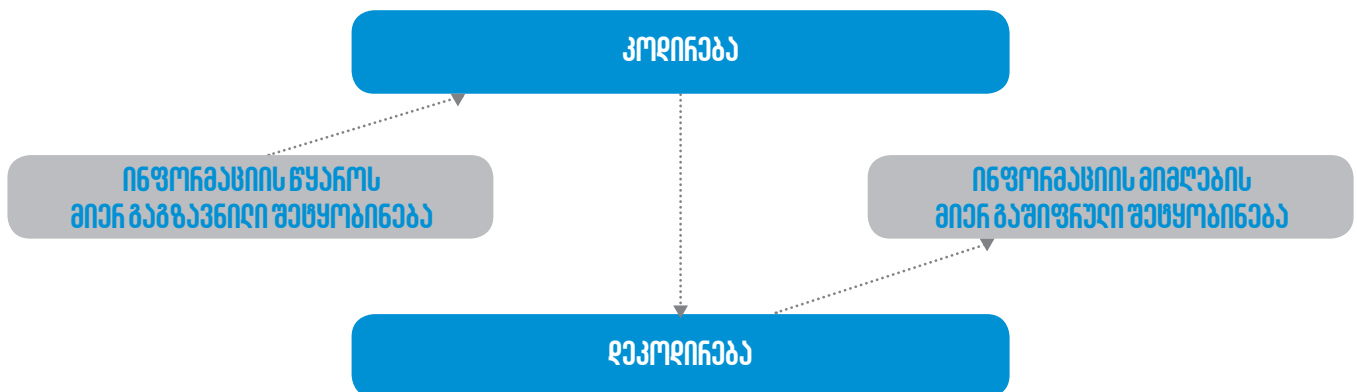 კოდირება
ინფორმაციის წყაროს
მიერ გაგზავნილი შეტყობინება
ინფორმაციის მიმღების
მიერ გაშიფრული შეტყობინება
დეკოდირება